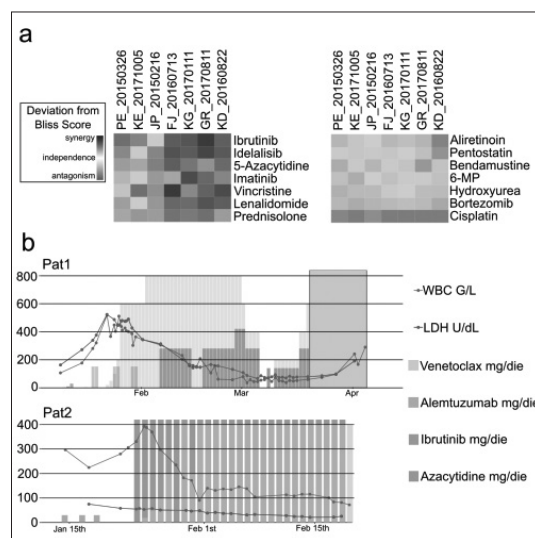 a
Deviation from
Bliss Score
synergy
independence
antagonism
PE_20150326
KE_20171005
JP_20150216
FJ_20160713
KG_20170111
GR_20170811
KD_20160822
Ibrutinib
Idelalisib
5-Azacytidine
Imatinib
Vincristine
Lenalidomide
Prednisolone
PE_20150326
KE_20171005
JP_20150216
FJ_20160713
KG_20170111
GR_20170811
KD_20160822
Aliretinoin
Pentostatin
Bendamustine
6-MP
Hydroxyurea
Bortezomib
Cisplatin
b
Pat1
800
600
400
200
0
Feb
Mar
Apr
WBC G/L
LDH U/dL
Venetoclax mg/die
Alemtuzumab mg/die
Ibrutinib mg/die
Azacytidine mg/die
Pat2
400
300
200
100
0
Jan 15th
Feb 1st
Feb 15th